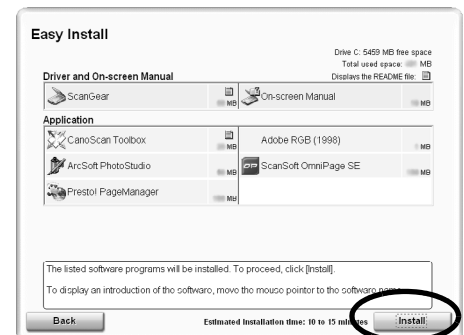 Easy Install
Drive C: 5459 MB free space
Total used space: MB
Driver and On-screen Manual
Displays the README file:
ScanGear MB
On-screen Manual MB
Application
CanoScan Toolbox MB
Adobe RGB (1998) MB
ArcSoft PhotoStudio MB
OP ScanSoft OmniPage SE MB
Presto! PageManager MB
The listed software programs will be installed. To proceed, click [Install].
To display an introduction of the software, move the mouse pointer to the software name.
Back
Estimated Installation time: 10 to 15 minutes
Install